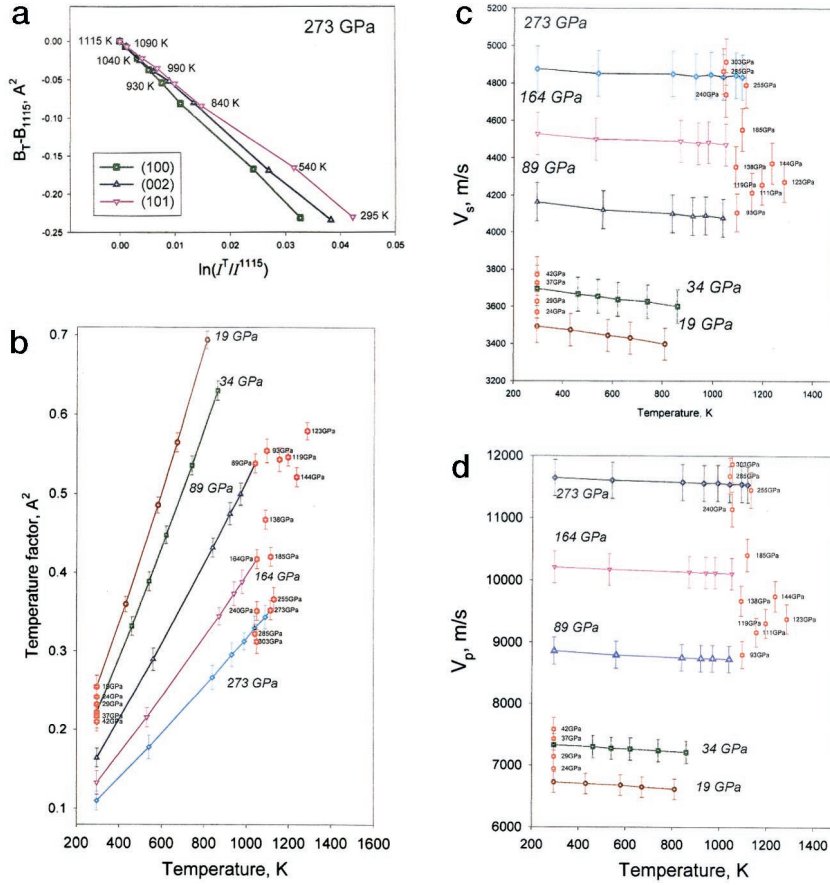 a
273 GPa
B_T-B_1115, A²
0.00
-0.05
-0.10
-0.15
-0.20
-0.25
1115 K
1090 K
1040 K
990 K
930 K
840 K
540 K
295 K
(100)
(002)
(101)
0.00 0.01 0.02 0.03 0.04 0.05
ln(I^T/I^1115)
b
Temperature factor, A²
0.7
0.6
0.5
0.4
0.3
0.2
0.1
19 GPa
34 GPa
89 GPa
164 GPa
273 GPa
123GPa
93GPa
89GPa
119GPa
144GPa
138GPa
164GPa
185GPa
255GPa
240GPa
273GPa
285GPa
303GPa
19GPa
24GPa
29GPa
37GPa
42GPa
200 400 600 800 1000 1200 1400 1600
Temperature, K
c
V_s, m/s
5200
5000
4800
4600
4400
4200
4000
3800
3600
3400
3200
273 GPa
164 GPa
89 GPa
34 GPa
19 GPa
303GPa
285GPa
255GPa
240GPa
185GPa
138GPa
144GPa
119GPa
123GPa
111GPa
93GPa
42GPa
37GPa
29GPa
24GPa
200 400 600 800 1000 1200 1400
Temperature, K
d
V_p, m/s
12000
11000
10000
9000
8000
7000
6000
273 GPa
164 GPa
89 GPa
34 GPa
19 GPa
303GPa
285GPa
255GPa
240GPa
185GPa
138GPa
144GPa
119GPa
123GPa
111GPa
93GPa
42GPa
37GPa
29GPa
24GPa
200 400 600 800 1000 1200 1400
Temperature, K